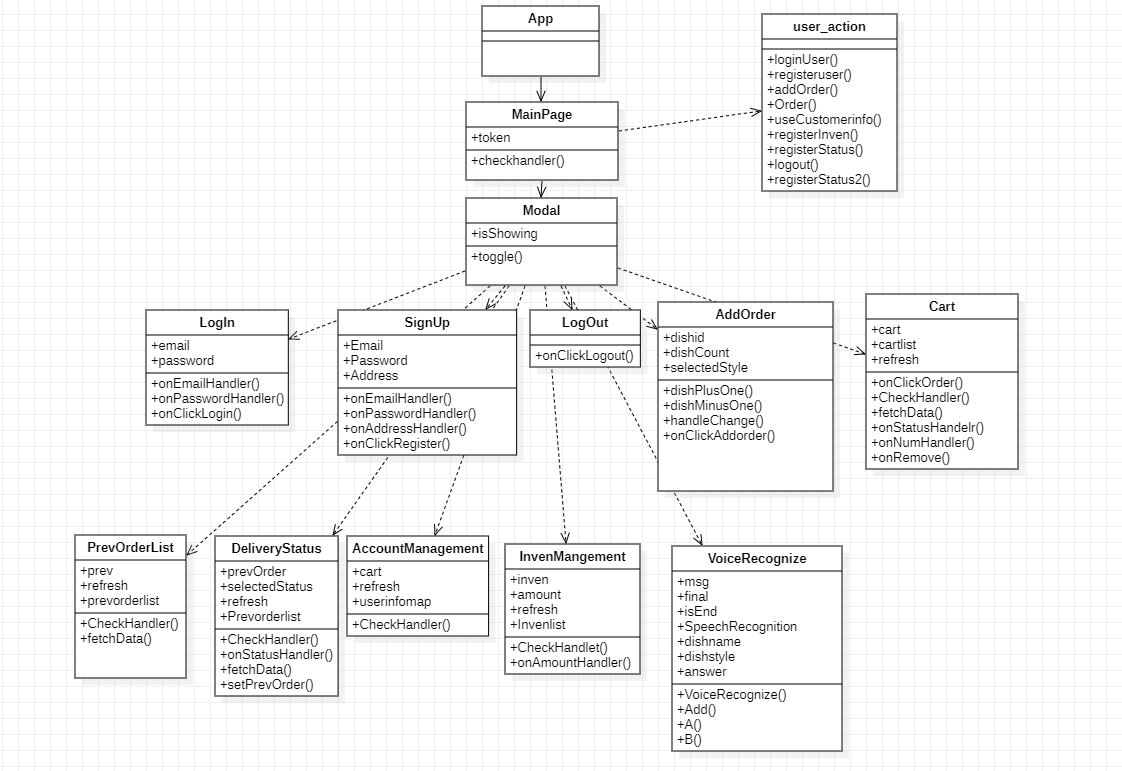 App
user_action
+loginUser()
+registeruser()
+addOrder()
+Order()
+useCustomerinfo()
+registerInven()
+registerStatus()
+logout()
+registerStatus2()
MainPage
+token
+checkhandler()
Modal
+isShowing
+toggle()
LogIn
+email
+password
+onEmailHandler()
+onPasswordHandler()
+onClickLogin()
SignUp
+Email
+Password
+Address
+onEmailHandler()
+onPasswordHandler()
+onAddressHandler()
+onClickRegister()
LogOut
+onClickLogout()
AddOrder
+dishid
+dishCount
+selectedStyle
+dishPlusOne()
+dishMinusOne()
+handleChange()
+onClickAddorder()
Cart
+cart
+cartlist
+refresh
+onClickOrder()
+CheckHandler()
+fetchData()
+onStatusHandelr()
+onNumHandler()
+onRemove()
PrevOrderList
+prev
+refresh
+prevorderlist
+CheckHandler()
+fetchData()
DeliveryStatus
+prevOrder
+selectedStatus
+refresh
+Prevorderlist
+CheckHandler()
+onStatusHandler()
+fetchData()
+setPrevOrder()
AccountManagement
+cart
+refresh
+userinfomap
+CheckHandler()
InvenMangement
+inven
+amount
+refresh
+Invenlist
+CheckHandlet()
+onAmountHandler()
VoiceRecognize
+msg
+final
+isEnd
+SpeechRecognition
+dishname
+dishstyle
+answer
+VoiceRecognize()
+Add()
+A()
+B()